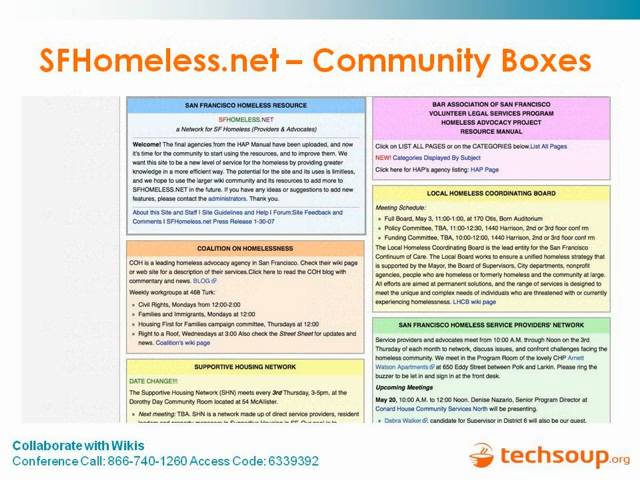 SFHomeless.net – Community Boxes
SAN FRANCISCO HOMELESS RESOURCE
SFHOMELESS.NET
a Network for SF Homeless (Providers & Advocates)
Welcome! The final agencies from the HAP Manual have been uploaded, and now
it's time for the community to start using the resources, and to improve them. We
want this site to be a new level of service for the homeless by providing greater
knowledge in a more efficient way. The potential for the site and its uses is limitless,
and we hope to use the larger wiki community and its resources to add more to
SFHOMELESS.NET in the future. If you have any ideas or suggestions to add new
features, please contact the administrators. Thank you.
About this Site and Staff I Site Guidelines and Help I Forum:Site Feedback and
Comments I SFHomeless.net Press Release 1-30-07
COALITION ON HOMELESSNESS
COH is a leading homeless advocacy agency in San Francisco. Check their wiki page
or web site for a description of their services.Click here to read the COH blog with
commentary and news. BLOG
Weekly workgroups at 468 Turk:
Civil Rights, Mondays from 12:00-2:00
Families and Immigrants, Mondays at 12:00
Housing First for Families campaign committee, Thursdays at 12:00
Right to a Roof, Wednesdays at 3:00 Also check the Street Sheet for updates and
news. Coalition's wiki page
SUPPORTIVE HOUSING NETWORK
DATE CHANGE!!!
The Supportive Housing Network (SHN) meets every 3rd Thursday, 3-5pm, at the
Dorothy Day Community Room located at 54 McAllister.
Next meeting: TBA. SHN is a network made up of direct service providers, resident
BAR ASSOCIATION OF SAN FRANCISCO
VOLUNTEER LEGAL SERVICES PROGRAM
HOMELESS ADVOCACY PROJECT
RESOURCE MANUAL
Click on LIST ALL PAGES or on the CATEGORIES below.List All Pages
NEW! Categories Displayed By Subject
Click here for HAP's agency listing: HAP Page
LOCAL HOMELESS COORDINATING BOARD
Meeting Schedule:
Full Board, May 3, 11:00-1:00, at 170 Otis, Born Auditorium
Policy Committee, TBA, 11:00-12:30, 1440 Harrison, 2nd or 3rd floor conf rm
Funding Committee, TBA, 10:00-12:00, 1440 Harrison, 2nd or 3rd floor conf rm
The Local Homeless Coordinating Board is the lead entity for the San Francisco
Continuum of Care. The Local Board works to ensure a unified homeless strategy that
is supported by the Mayor, the Board of Supervisors, City departments, nonprofit
agencies, people who are homeless or formerly homeless and the community at large.
All efforts are aimed at permanent solutions, and the range of services is designed to
meet the unique and complex needs of individuals who are threatened with or currently
experiencing homelessness. LHCB wiki page
SAN FRANCISCO HOMELESS SERVICE PROVIDERS' NETWORK
Service providers and advocates meet from 10:00 A.M. through Noon on the 3rd
Thursday of each month to network, discuss issues, and confront challenges facing the
homeless community. We meet in the Program Room of the lovely CHP Arnett
Watson Apartments at 650 Eddy Street between Polk and Larkin. Please ring the
buzzer to be let in and sign in at the front desk.
Upcoming Meetings
May 20, 10:00 A.M. to 12:00 Noon. Denise Nazario, Senior Program Director at
Conard House Community Services North will be presenting.
Debra Walker, candidate for Supervisor in District 6 will also be our guest.
Collaborate with Wikis
Conference Call: 866-740-1260 Access Code: 6339392
techsoup.org